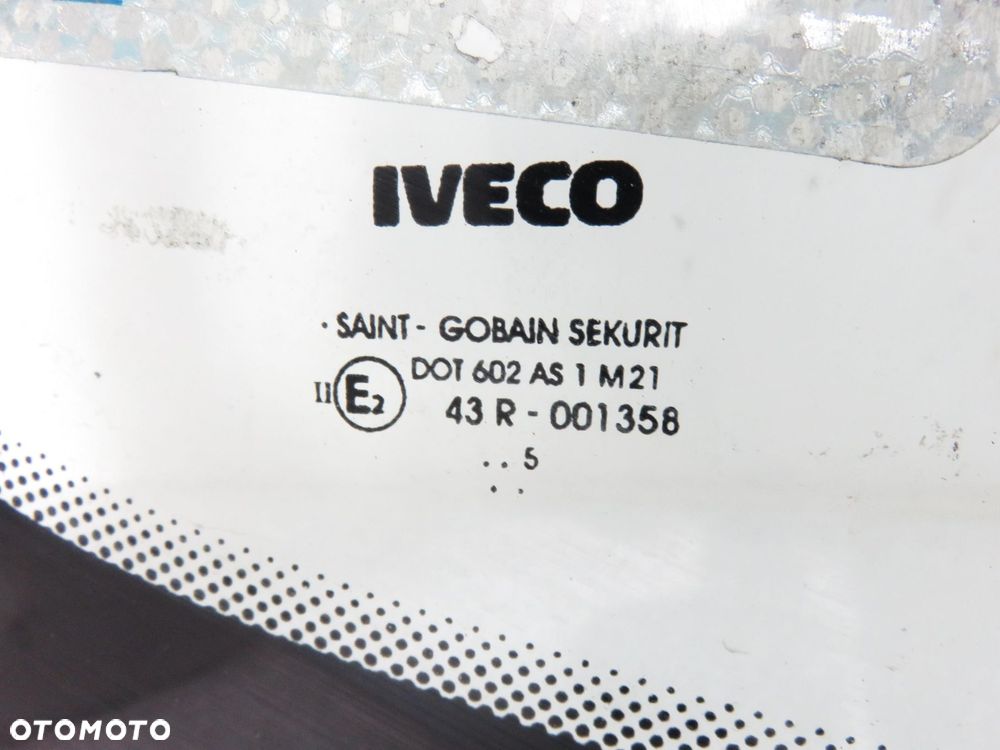 IVECO
· SAINT - GOBAIN SEKURIT
DOT 602 AS 1 M21
II E2
43 R - 001358
. . 5
. .
OTOMOTO